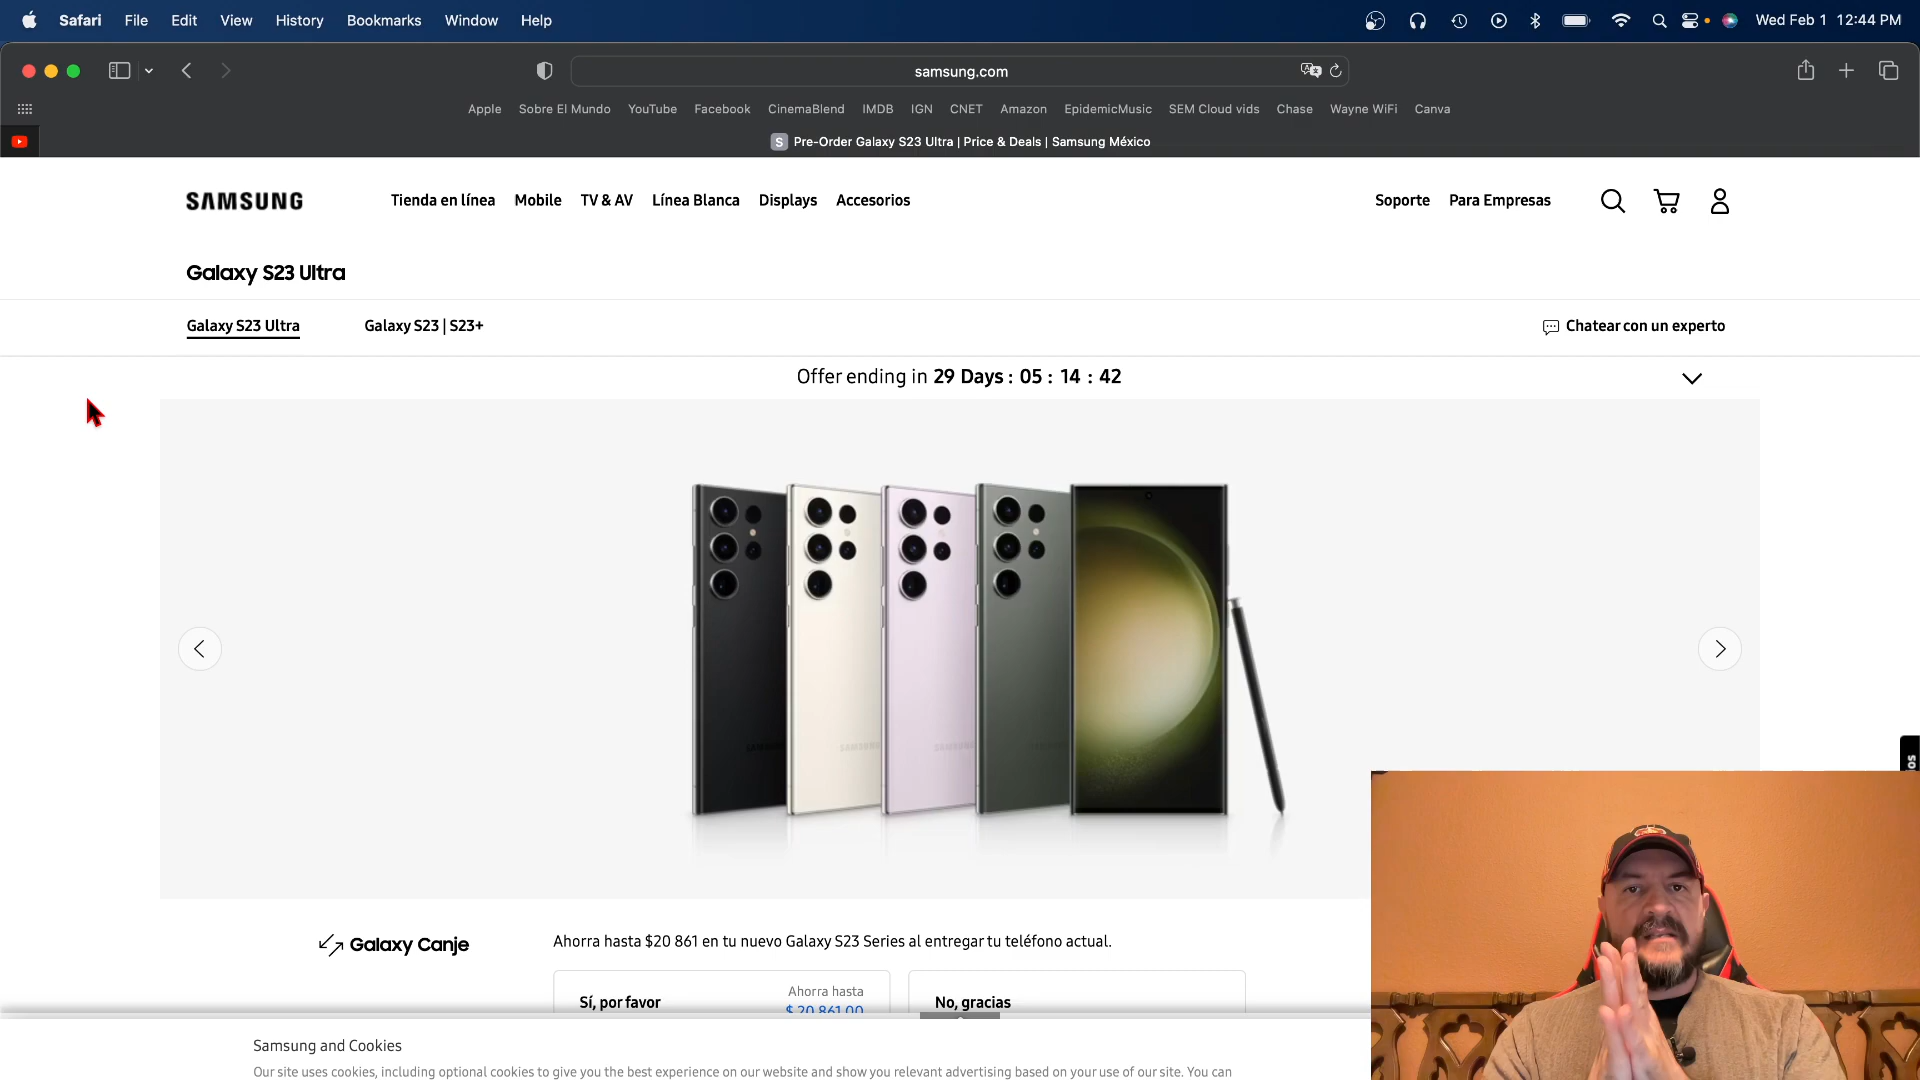 Safari File Edit View History Bookmarks Window Help Wed Feb 1 12:44 PM
samsung.com
Apple Sobre El Mundo YouTube Facebook CinemaBlend IMDB IGN CNET Amazon EpidemicMusic SEM Cloud vids Chase Wayne WiFi Canva
S Pre-Order Galaxy S23 Ultra | Price & Deals | Samsung México
SAMSUNG Tienda en línea Mobile TV & AV Línea Blanca Displays Accesorios Soporte Para Empresas
Galaxy S23 Ultra
Galaxy S23 Ultra Galaxy S23 | S23+ Chatear con un experto
Offer ending in 29 Days : 05 : 14 : 42
Galaxy Canje Ahorra hasta $20 861 en tu nuevo Galaxy S23 Series al entregar tu teléfono actual.
Ahorra hasta
Sí, por favor No, gracias
$ 20 861.00
Samsung and Cookies
Our site uses cookies, including optional cookies to give you the best experience on our website and show you relevant advertising based on your use of our site. You can